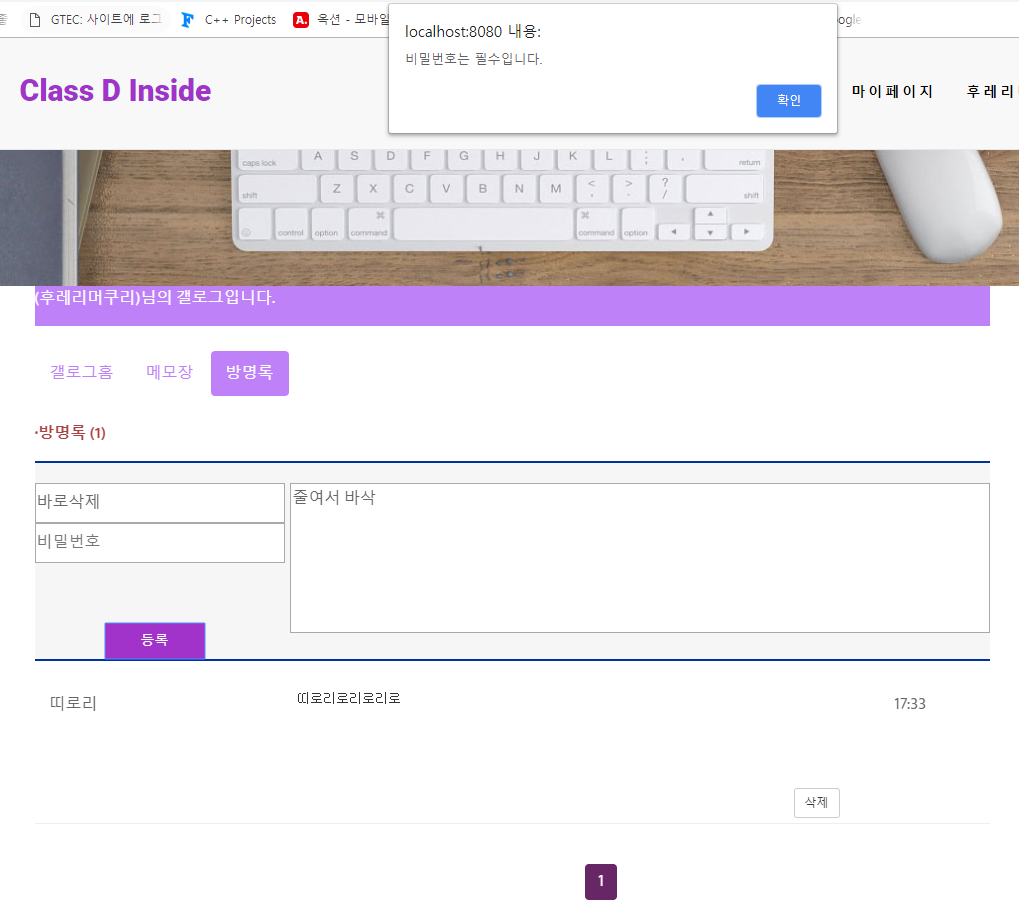 GTEC: 사이트에 로그
C++ Projects
A. 옥션 - 모바일
localhost:8080 내용:
비밀번호는 필수입니다.
확인
Class D Inside
마이페이지
후레리
caps lock A S D F G H J K L ; , return
shift Z X C V B N M < , > . ? / shift
control option ⌘ command ⌘ command option ◀ ▲ ▼ ▶
(후레리머쿠리)님의 갤로그입니다.
갤로그홈 메모장 방명록
·방명록 (1)
바로삭제
줄여서 바삭
비밀번호
등록
띠로리
띠로리로리로리로
17:33
삭제
1